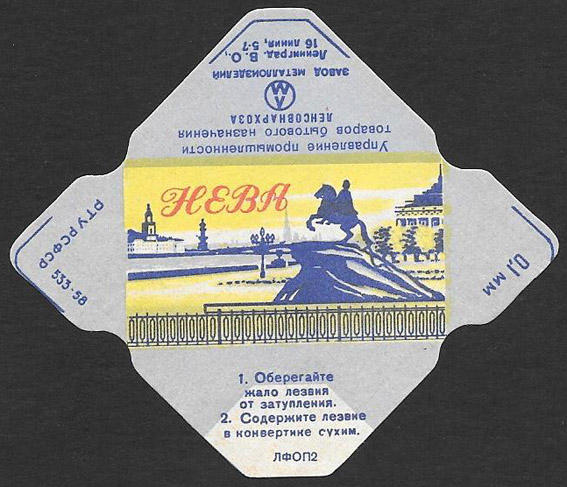 Управление промышленности
товаров бытового назначения
ЛЕНСОВНАРХОЗА
ЛМ
ЗАВОД МЕТАЛЛОИЗДЕЛИЙ
Ленинград. В. О.,
16 линия, 5-7
НЕВА
РТУ РСФСР 533-58
0,1 мм
1. Оберегайте
жало лезвия
от затупления.
2. Содержите лезвие
в конвертике сухим.
ЛФОП2